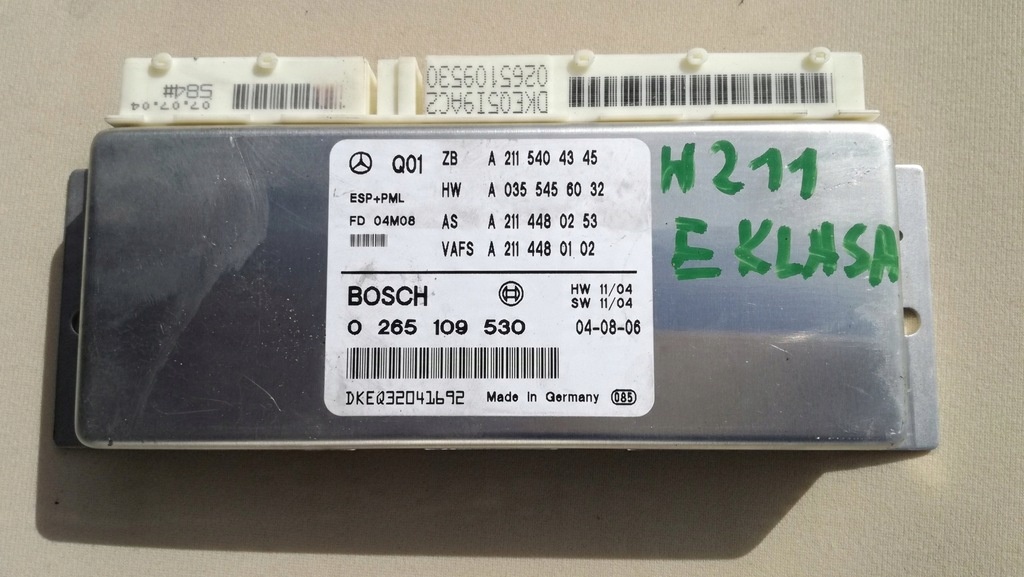 07.07.04
584#
DKE05I9AC2
0265109530
Q01
ESP+PML
FD 04M08
ZB A 211 540 43 45
HW A 035 545 60 32
AS A 211 448 02 53
VAFS A 211 448 01 02
BOSCH
HW 11/04
SW 11/04
0 265 109 530 04-08-06
DKEQ32041692 Made in Germany 085
W211
E KLASA